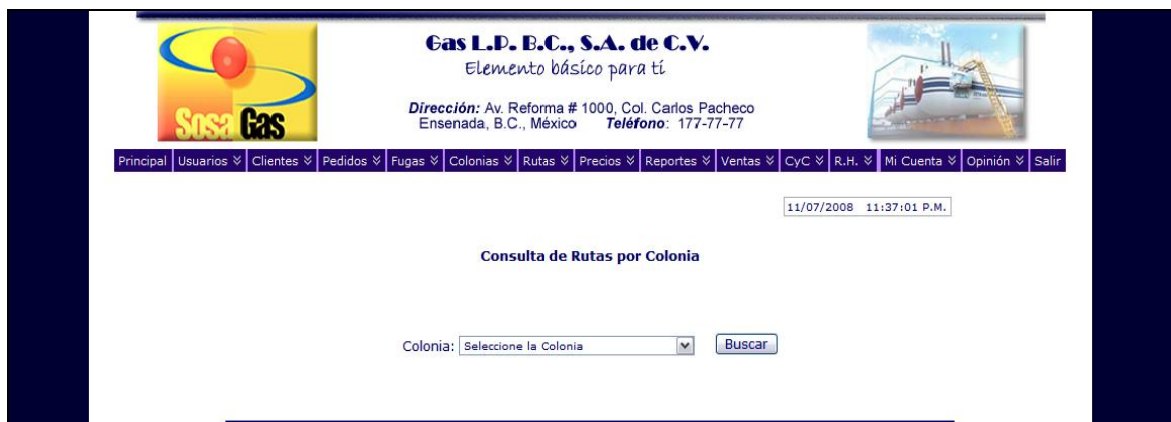 Gas L.P. B.C., S.A. de C.V.
Elemento básico para tí
Dirección: Av. Reforma # 1000, Col. Carlos Pacheco
Ensenada, B.C., México Teléfono: 177-77-77
Sosa Gas
Principal Usuarios Clientes Pedidos Fugas Colonias Rutas Precios Reportes Ventas CyC R.H. Mi Cuenta Opinión Salir
11/07/2008 11:37:01 P.M.
Consulta de Rutas por Colonia
Colonia: Seleccione la Colonia Buscar